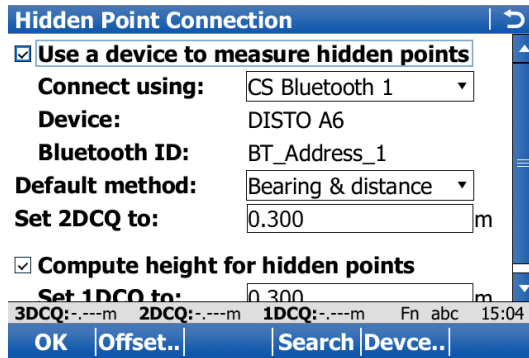 Hidden Point Connection
Use a device to measure hidden points
Connect using: CS Bluetooth 1
Device: DISTO A6
Bluetooth ID: BT_Address_1
Default method: Bearing & distance
Set 2DCQ to: 0.300 m
Compute height for hidden points
Set 1DCQ to: 0.300 m
3DCQ:-.---m 2DCQ:-.---m 1DCQ:-.---m Fn abc 15:04
OK Offset.. Search Devce..